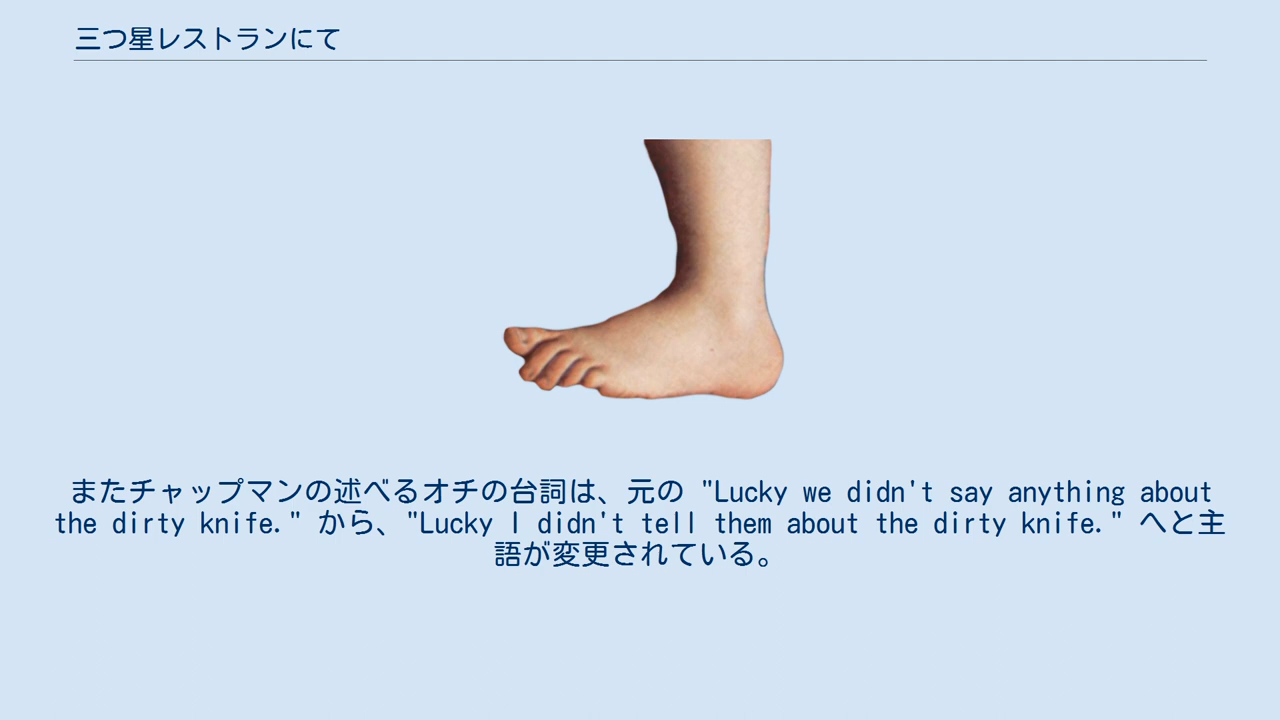 三つ星レストランにて
またチャップマンの述べるオチの台詞は、元の "Lucky we didn't say anything about
the dirty knife." から、"Lucky I didn't tell them about the dirty knife." へと主
語が変更されている。